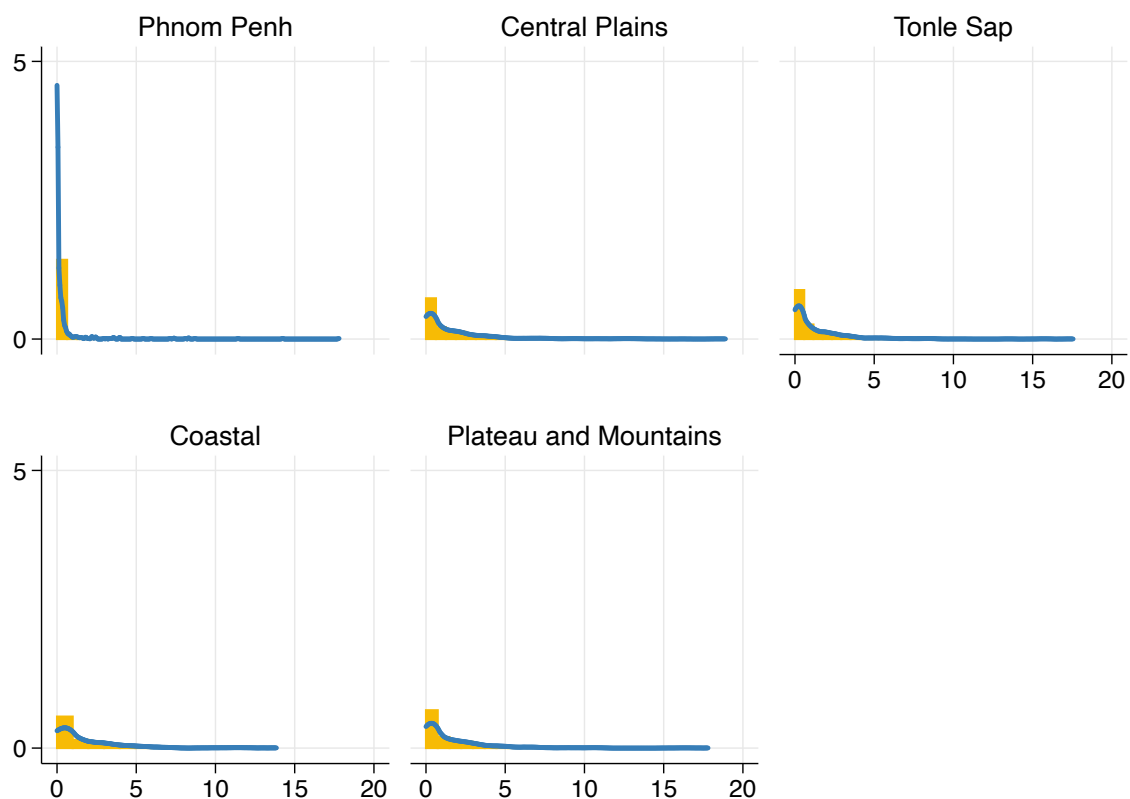 Phnom Penh Central Plains Tonle Sap
5
0
0 5 10 15 20
Coastal Plateau and Mountains
5
0
0 5 10 15 20 0 5 10 15 20